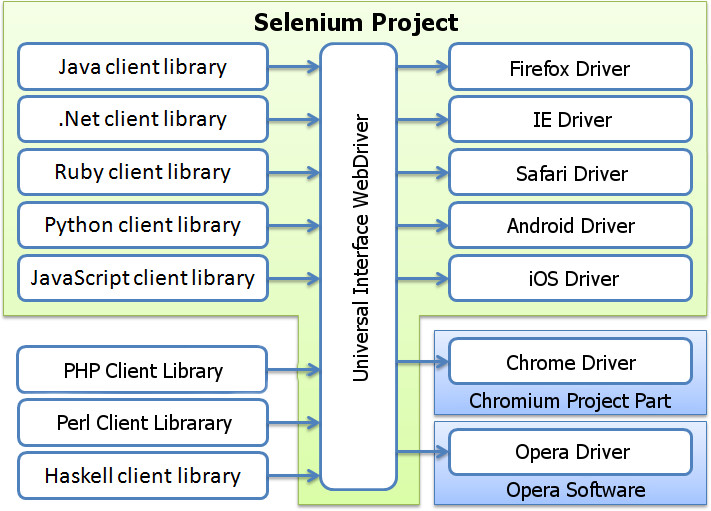 Selenium Project
Java client library
.Net client library
Ruby client library
Python client library
JavaScript client library
PHP Client Library
Perl Client Librarary
Haskell client library
Universal Interface WebDriver
Firefox Driver
IE Driver
Safari Driver
Android Driver
iOS Driver
Chrome Driver
Chromium Project Part
Opera Driver
Opera Software